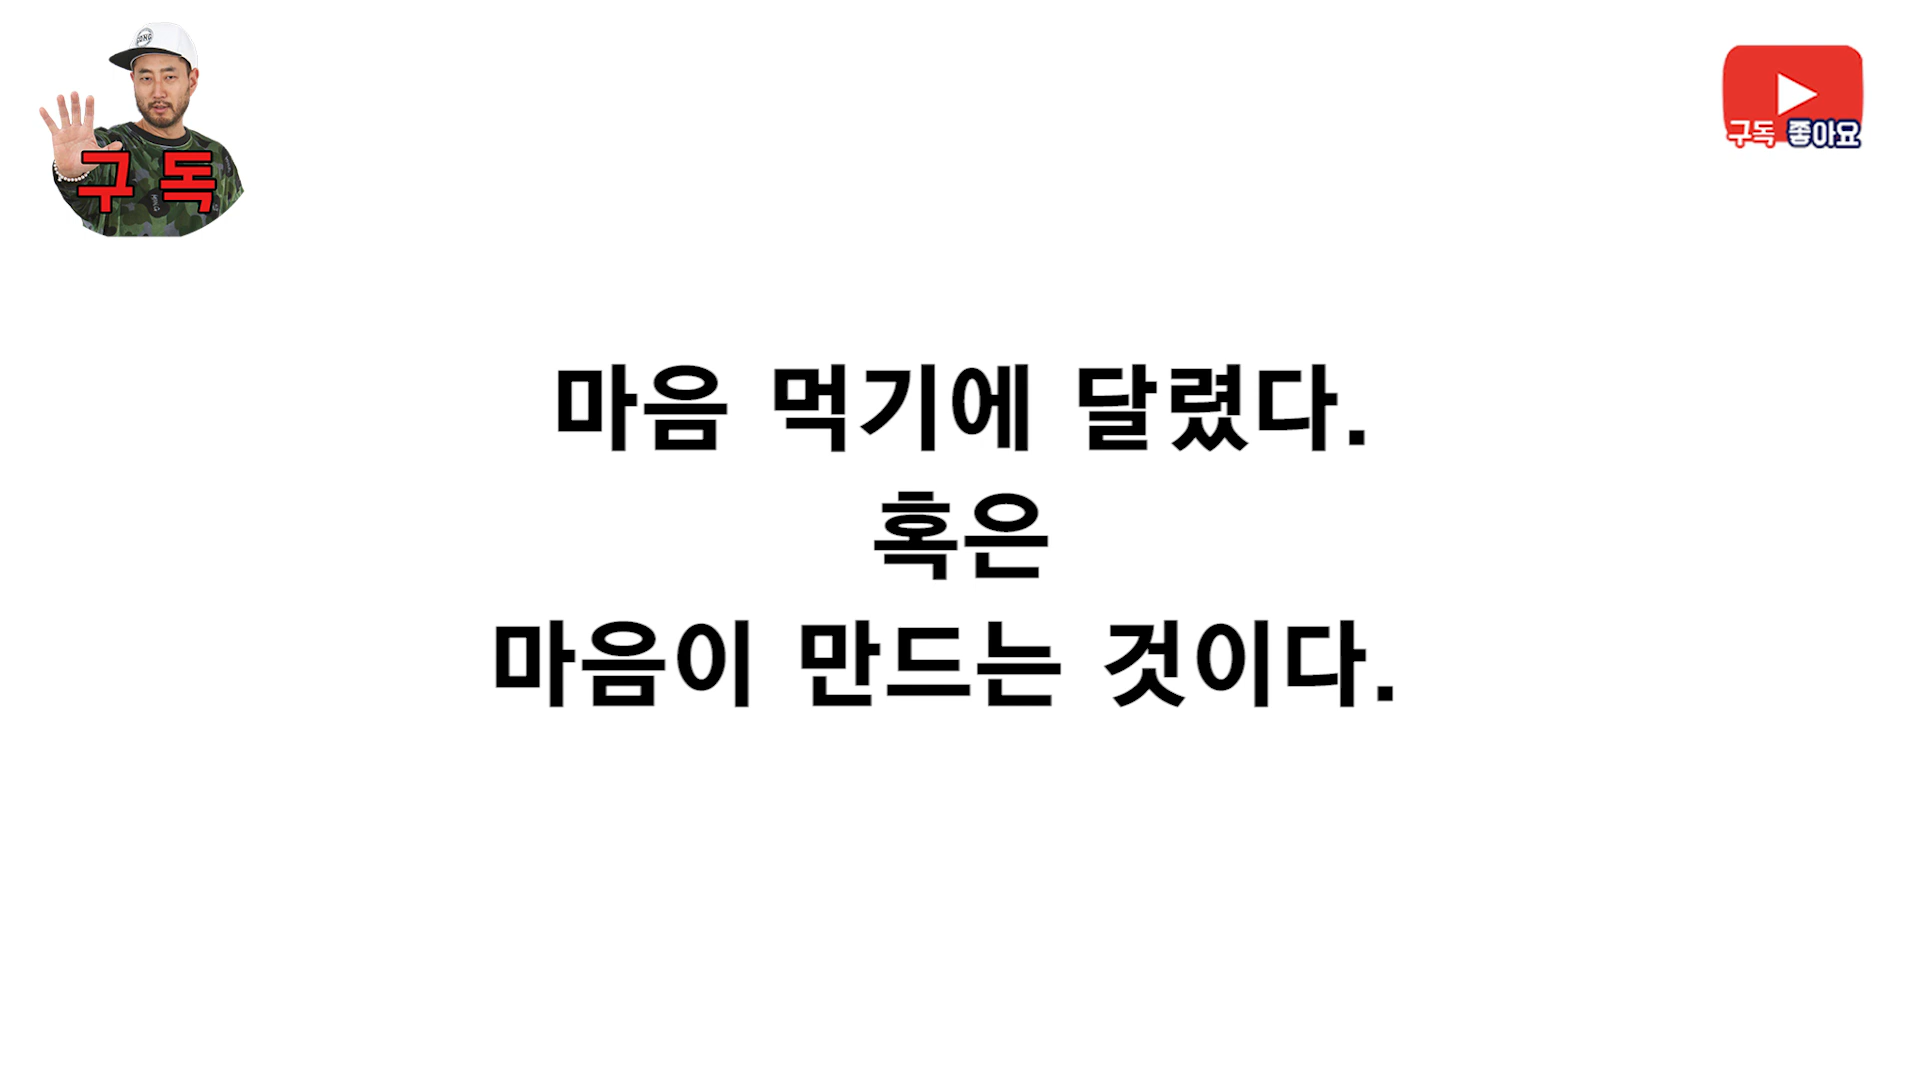 구독
구독 좋아요
마음 먹기에 달렸다.
혹은
마음이 만드는 것이다.